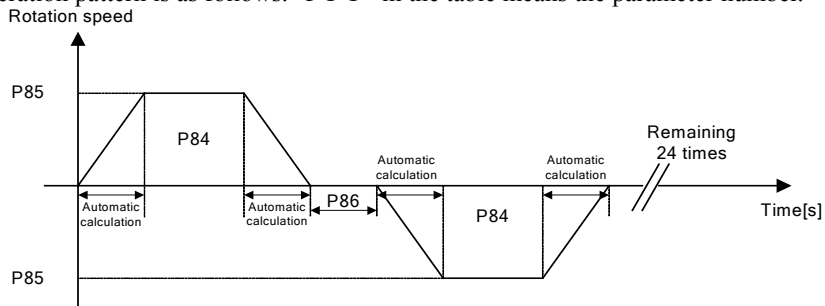 eration pattern is as follows. "P-P-P" in the table means the parameter number.
Rotation speed
P85
P84
Automatic
calculation
Automatic
calculation
P86
Automatic
calculation
P84
Automatic
calculation
Remaining
24 times
Time[s]
P85